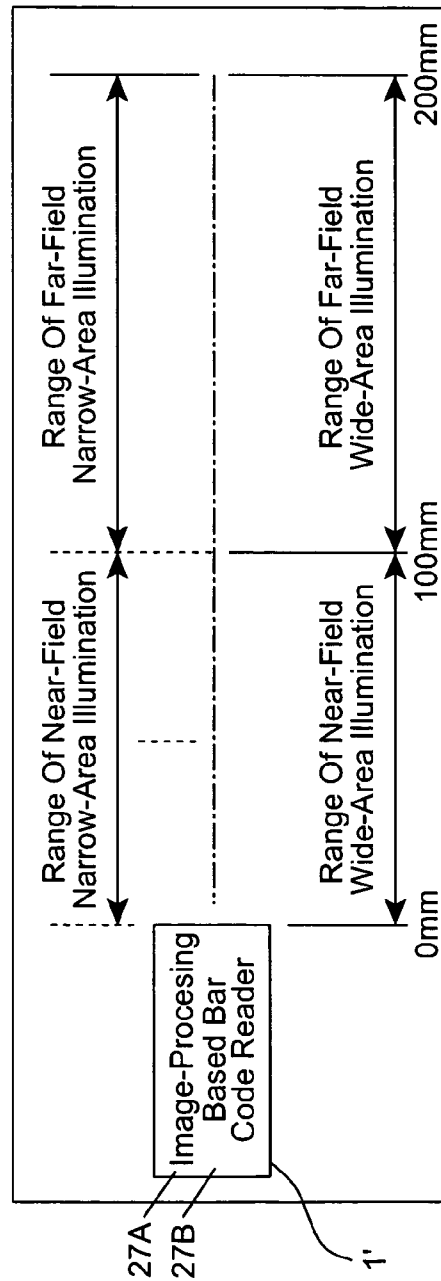 Range Of Near-Field
Narrow-Area Illumination
Range Of Far-Field
Narrow-Area Illumination
27A
27B
Image-Procesing
Based Bar
Code Reader
1'
Range Of Near-Field
Wide-Area Illumination
Range Of Far-Field
Wide-Area Illumination
0mm
100mm
200mm